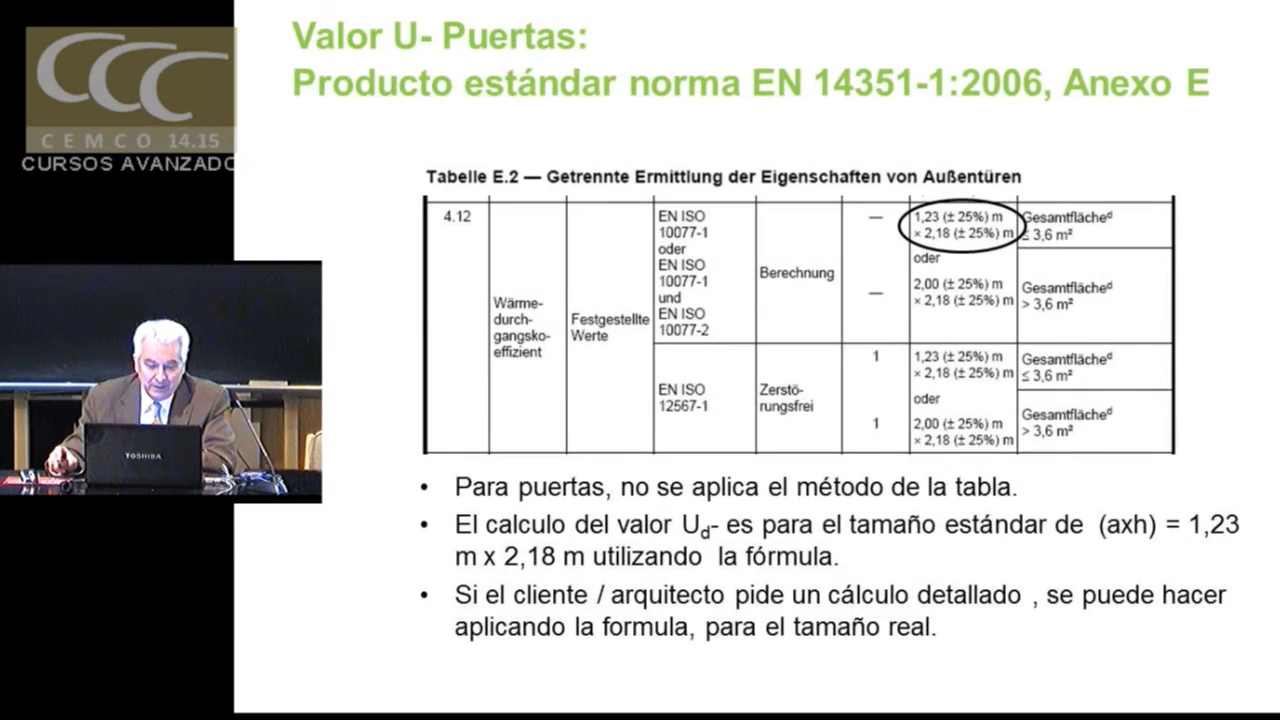 Valor U- Puertas:
Producto estándar norma EN 14351-1:2006, Anexo E
CCC
CEMCO 14.15
CURSOS AVANZADO
Tabelle E.2 — Getrennte Ermittlung der Eigenschaften von Außentüren
4.12
Wärme-
durch-
gangsko-
effizient
Festgestellte
Werte
EN ISO
10077-1
oder
EN ISO
10077-1
und
EN ISO
10077-2
Berechnung
—
1,23 (± 25%) m
× 2,18 (± 25%) m
Gesamtflächeᵈ
≤ 3,6 m²
oder
—
2,00 (± 25%) m
× 2,18 (± 25%) m
Gesamtflächeᵈ
> 3,6 m²
EN ISO
12567-1
Zerstö-
rungsfrei
1
1,23 (± 25%) m
× 2,18 (± 25%) m
Gesamtflächeᵈ
≤ 3,6 m²
oder
1
2,00 (± 25%) m
× 2,18 (± 25%) m
Gesamtflächeᵈ
> 3,6 m²
TOSHIBA
• Para puertas, no se aplica el método de la tabla.
• El calculo del valor Ud- es para el tamaño estándar de (axh) = 1,23
m x 2,18 m utilizando la fórmula.
• Si el cliente / arquitecto pide un cálculo detallado , se puede hacer
aplicando la formula, para el tamaño real.